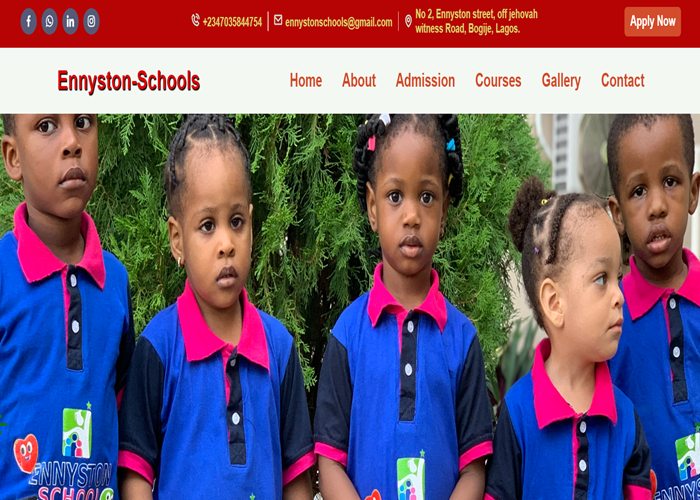 +2347035844754
ennystonschools@gmail.com
No 2, Ennyston street, off jehovah
witness Road, Bogije, Lagos.
Apply Now
Ennyston-Schools
Home About Admission Courses Gallery Contact
ENNYSTON
SCHOOLS